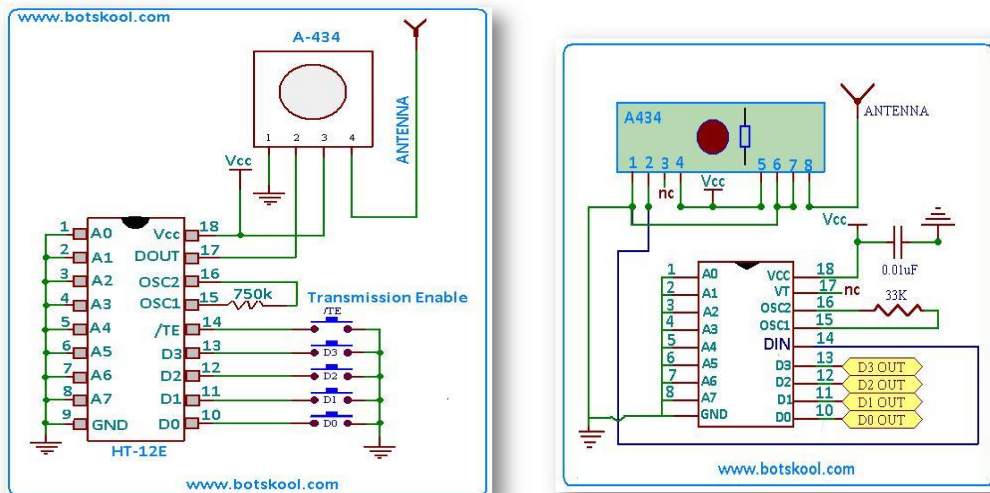 www.botskool.com
A-434
1 2 3 4
ANTENNA
Vcc
1 A0 Vcc 18
2 A1 DOUT 17
3 A2 OSC2 16
4 A3 OSC1 15 750k
Transmission Enable
/TE
5 A4 /TE 14
6 A5 D3 13 D3
7 A6 D2 12 D2
8 A7 D1 11 D1
9 GND D0 10 D0
HT-12E
www.botskool.com
A434
ANTENNA
1 2 3 4 5 6 7 8
nc
Vcc
Vcc
0.01uF
1 A0 VCC 18
2 A1 VT 17 nc
3 A2 OSC2 16 33K
4 A3 OSC1 15
5 A4 DIN 14
6 A5 D3 13 D3 OUT
7 A6 D2 12 D2 OUT
8 A7 D1 11 D1 OUT
GND D0 10 D0 OUT
www.botskool.com